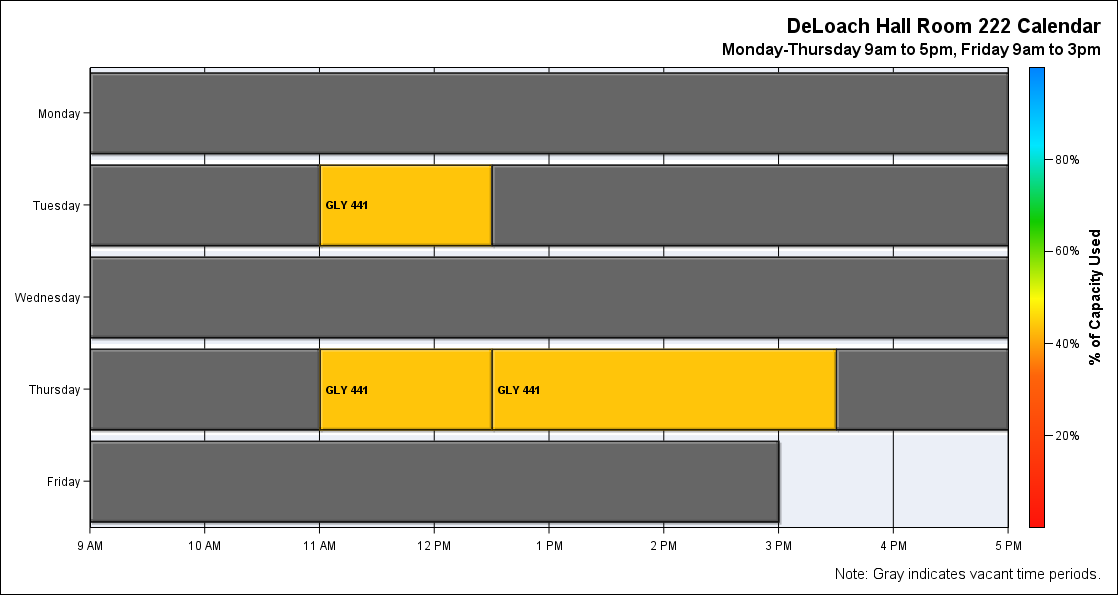 DeLoach Hall Room 222 Calendar
Monday-Thursday 9am to 5pm, Friday 9am to 3pm
Monday
Tuesday
GLY 441
Wednesday
Thursday
GLY 441
GLY 441
Friday
9 AM
10 AM
11 AM
12 PM
1 PM
2 PM
3 PM
4 PM
5 PM
80%
60%
40%
20%
% of Capacity Used
Note: Gray indicates vacant time periods.